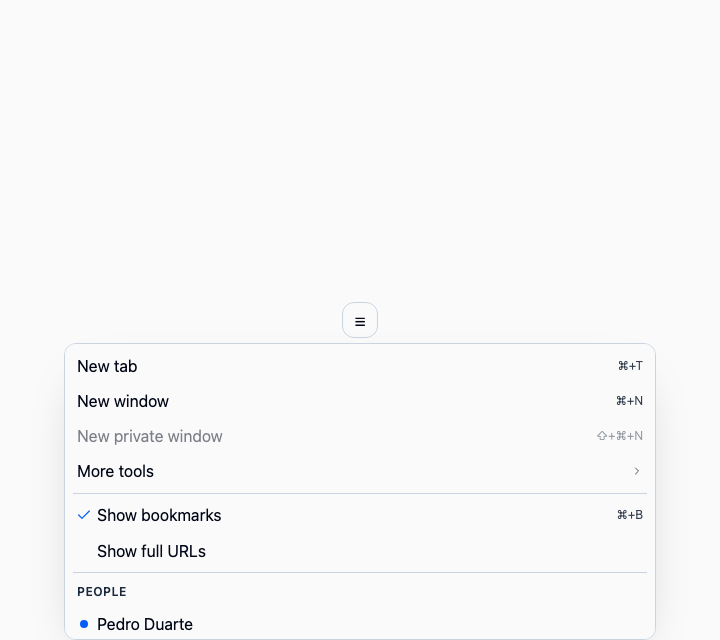 New tab ⌘+T
New window ⌘+N
New private window ⇧+⌘+N
More tools
Show bookmarks ⌘+B
Show full URLs
PEOPLE
Pedro Duarte